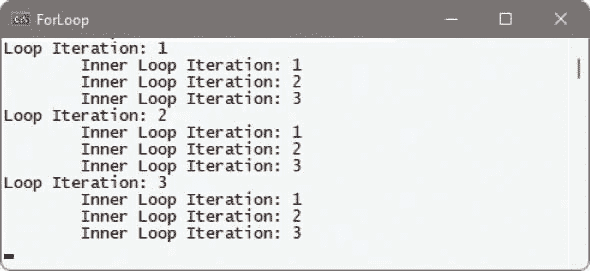 ForLoop
Loop Iteration: 1
Inner Loop Iteration: 1
Inner Loop Iteration: 2
Inner Loop Iteration: 3
Loop Iteration: 2
Inner Loop Iteration: 1
Inner Loop Iteration: 2
Inner Loop Iteration: 3
Loop Iteration: 3
Inner Loop Iteration: 1
Inner Loop Iteration: 2
Inner Loop Iteration: 3